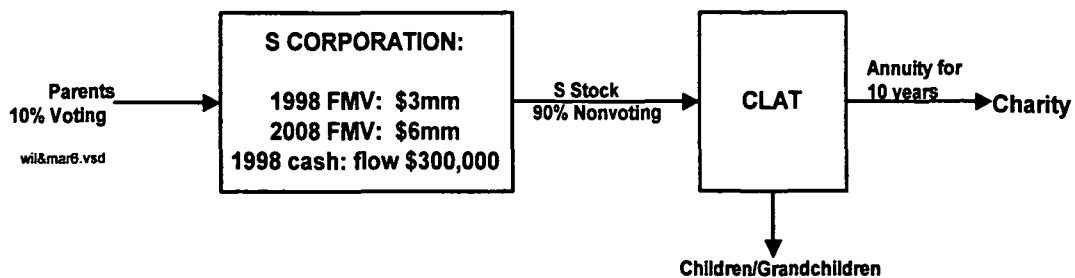 Parents
10% Voting
wil&mar6.vsd
S CORPORATION:
1998 FMV: $3mm
2008 FMV: $6mm
1998 cash: flow $300,000
S Stock
90% Nonvoting
CLAT
Annuity for
10 years
Charity
Children/Grandchildren